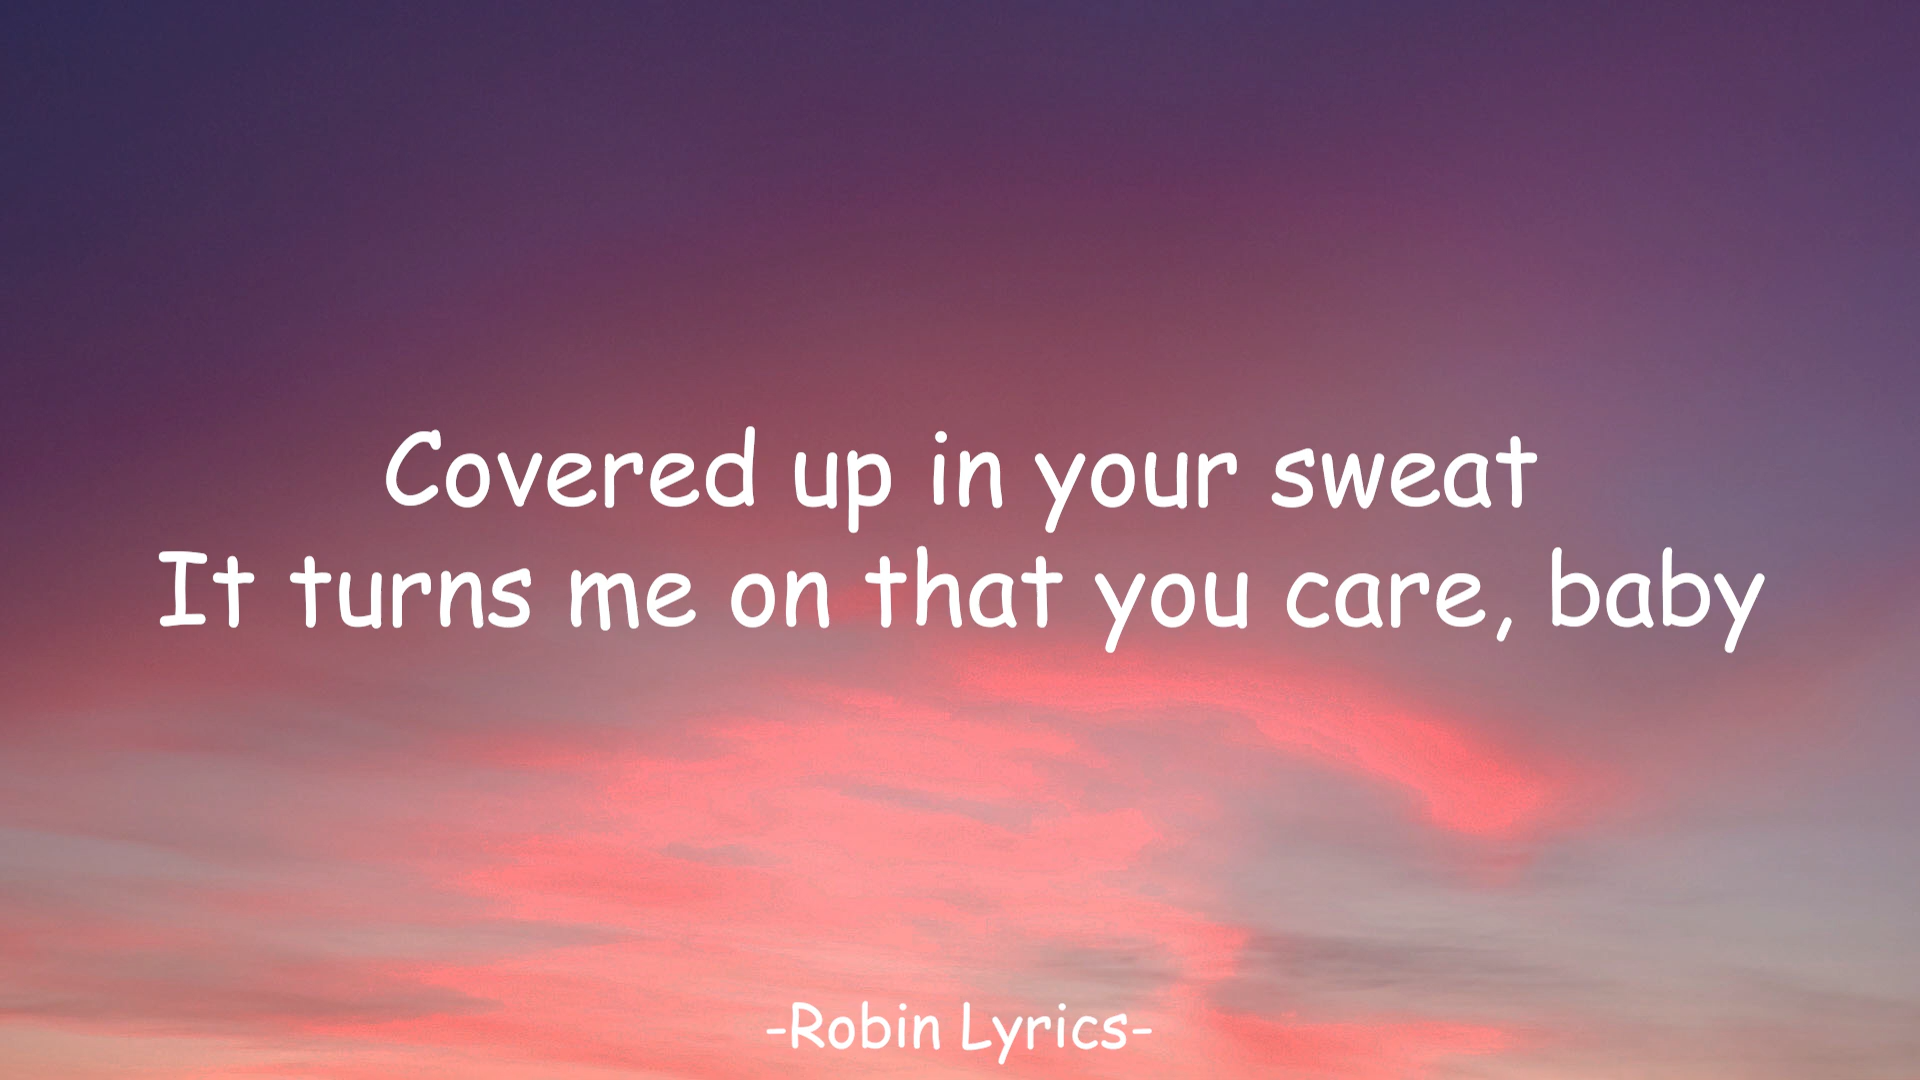 Covered up in your sweat
It turns me on that you care, baby
-Robin Lyrics-